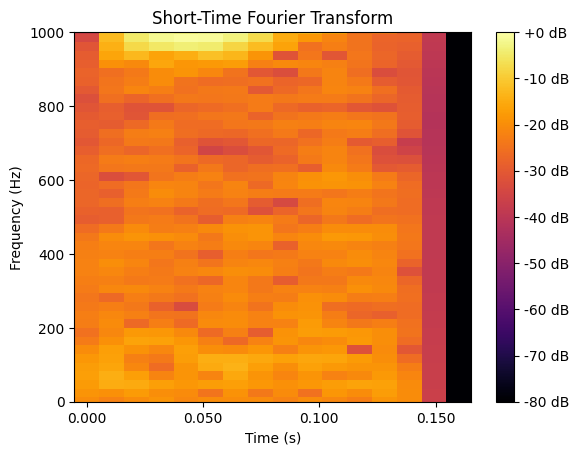 Short-Time Fourier Transform
1000
800
600
400
200
0
Frequency (Hz)
0.000
0.050
0.100
0.150
Time (s)
+0 dB
-10 dB
-20 dB
-30 dB
-40 dB
-50 dB
-60 dB
-70 dB
-80 dB